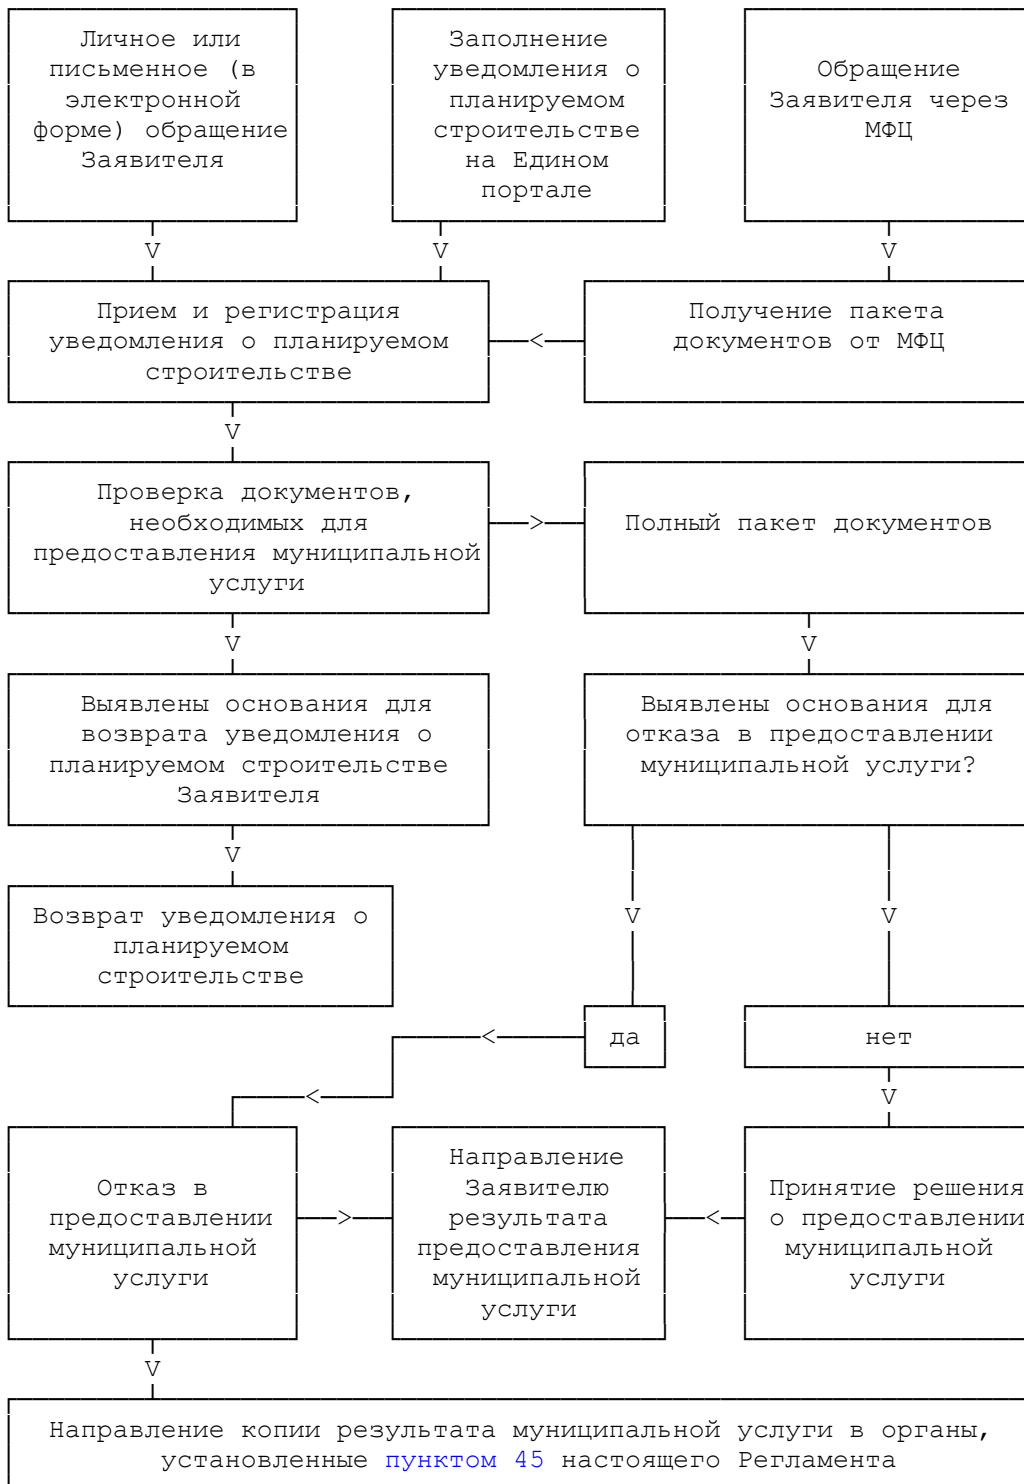 Личное или
письменное (в
электронной
форме) обращение
Заявителя
Заполнение
уведомления о
планируемом
строительстве
на Едином
портале
Обращение
Заявителя через
МФЦ
V
V
V
Прием и регистрация
уведомления о планируемом
строительстве
<
Получение пакета
документов от МФЦ
V
Проверка документов,
необходимых для
предоставления муниципальной
услуги
>
Полный пакет документов
V
V
Выявлены основания для
возврата уведомления о
планируемом строительстве
Заявителя
Выявлены основания для
отказа в предоставлении
муниципальной услуги?
V
Возврат уведомления о
планируемом
строительстве
V
V
<
да
нет
<
V
Отказ в
предоставлении
муниципальной
услуги
>
Направление
Заявителю
результата
предоставления
муниципальной
услуги
<
Принятие решения
о предоставлении
муниципальной
услуги
V
Направление копии результата муниципальной услуги в органы,
установленные пунктом 45 настоящего Регламента